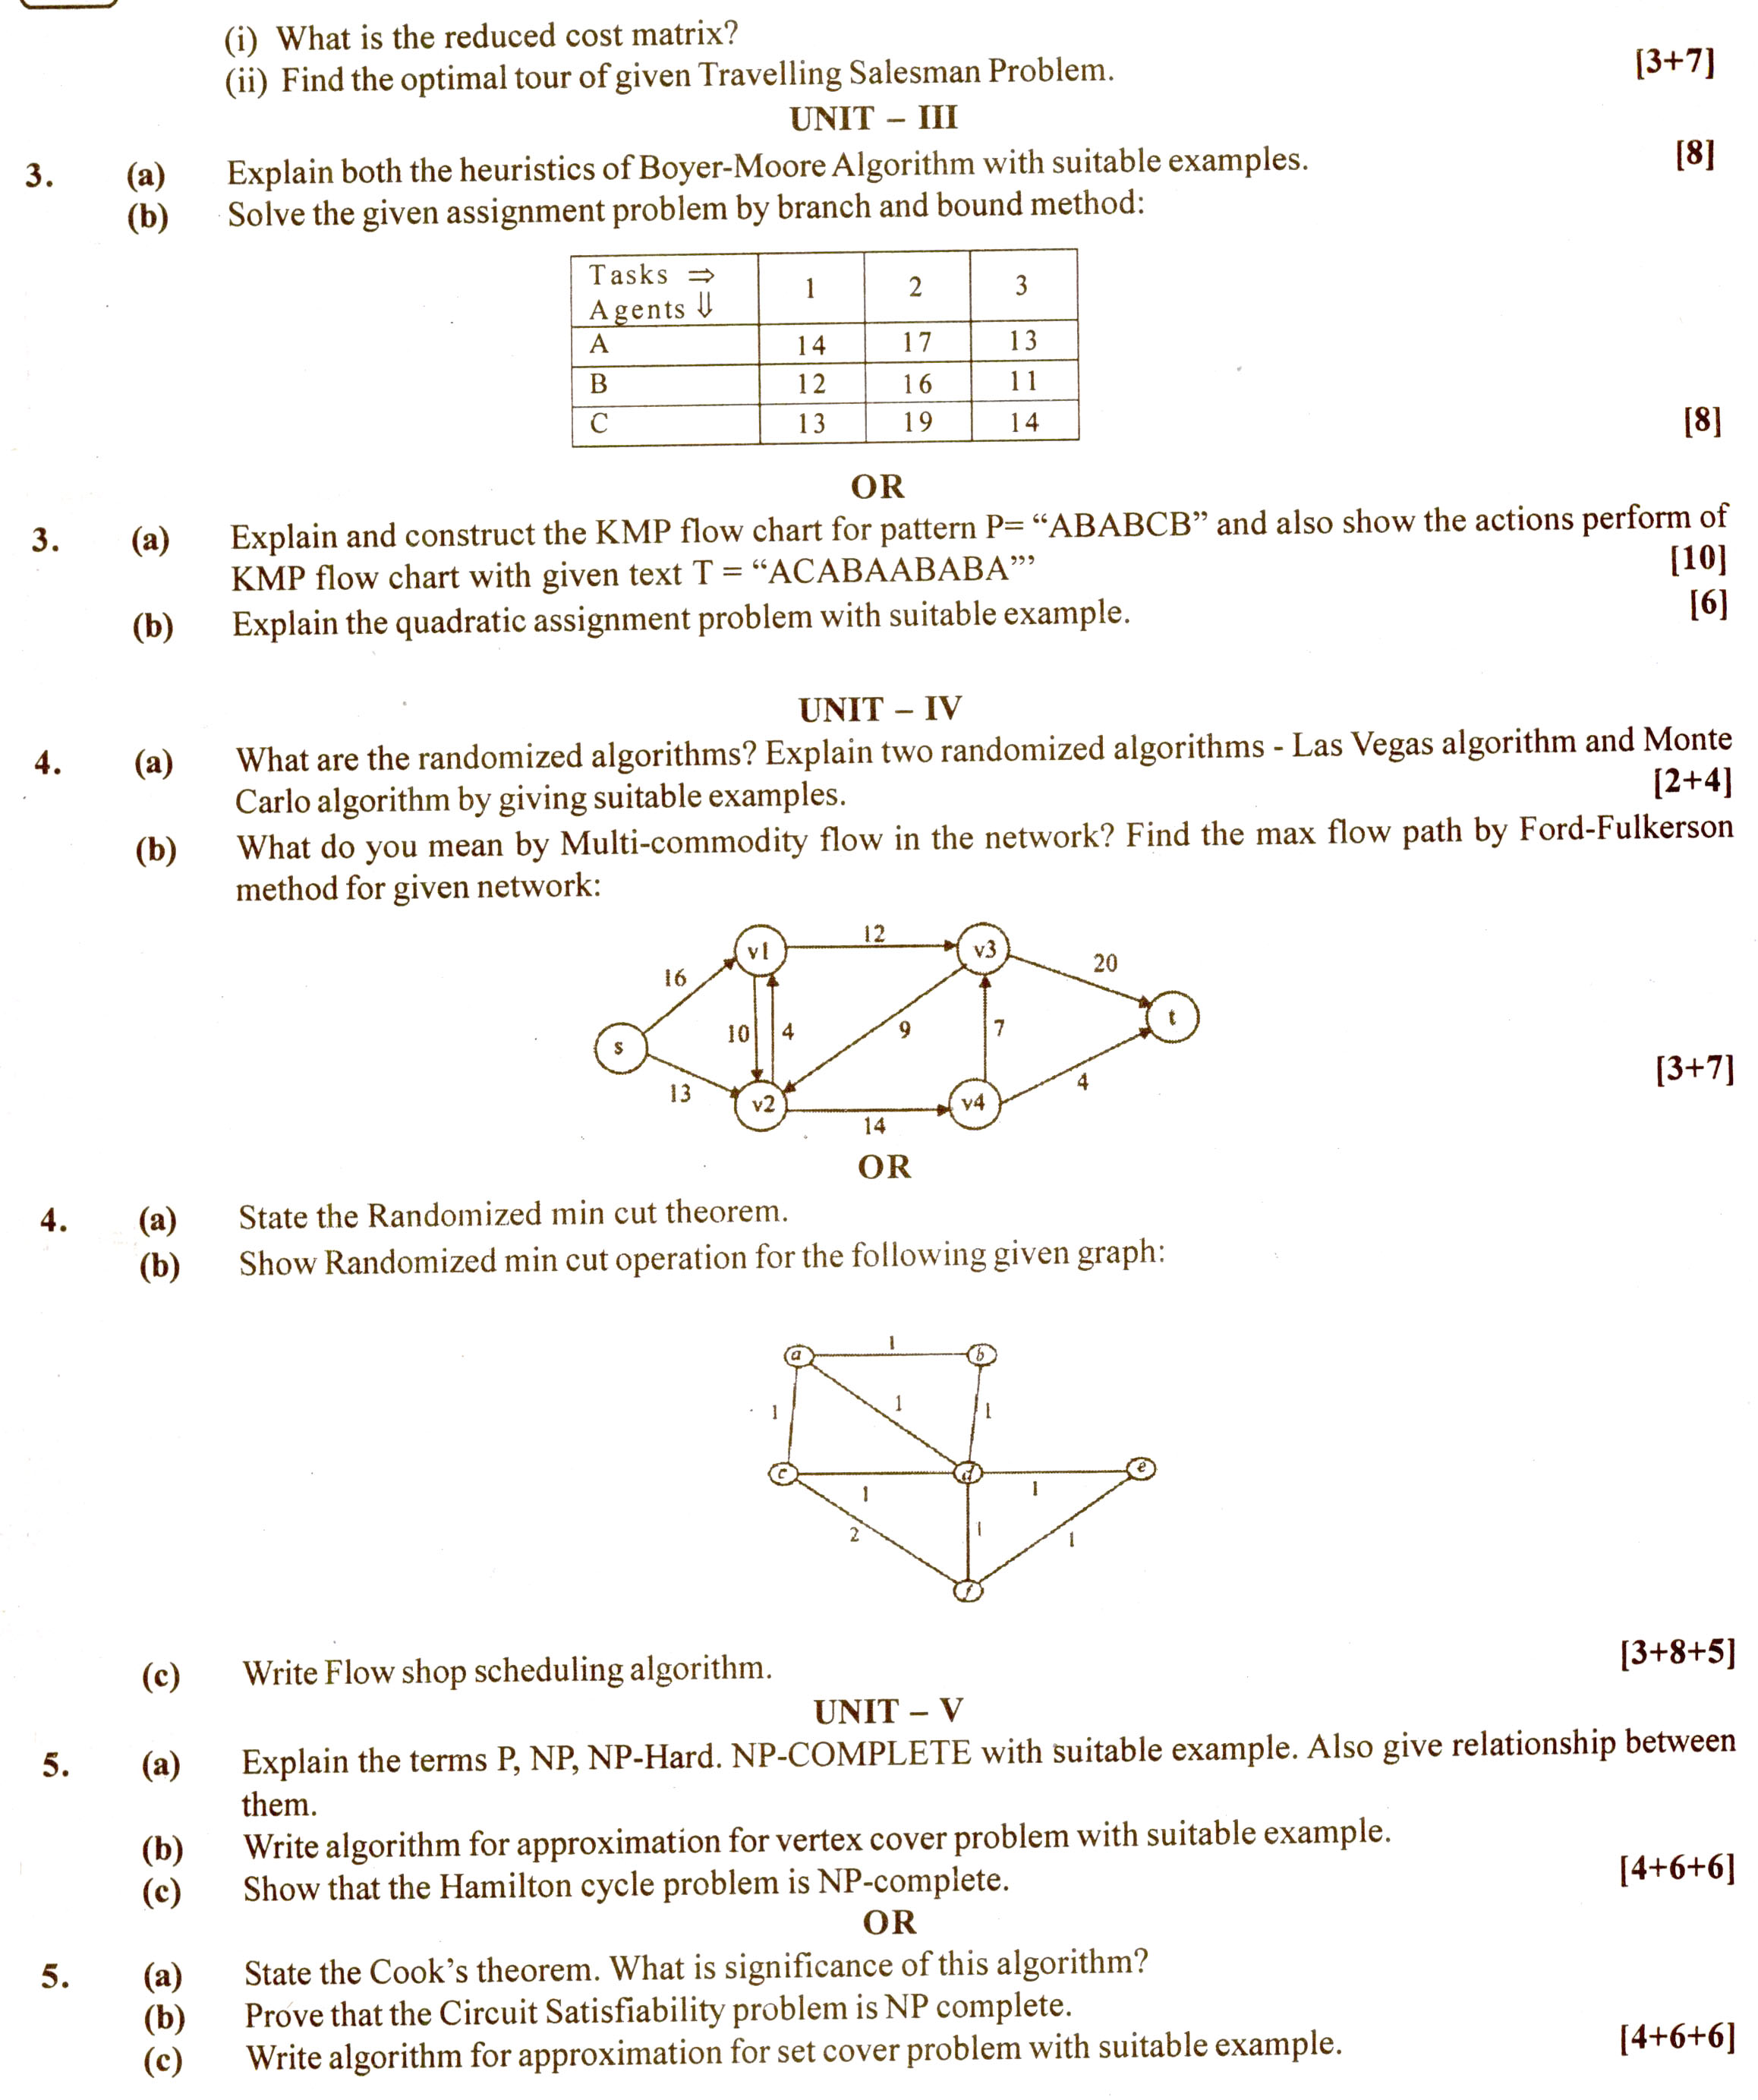 (i) What is the reduced cost matrix?
(ii) Find the optimal tour of given Travelling Salesman Problem. [3+7]
UNIT – III
3. (a) Explain both the heuristics of Boyer-Moore Algorithm with suitable examples. [8]
(b) Solve the given assignment problem by branch and bound method:
Tasks ⇒ 1 2 3
Agents ⇓
A 14 17 13
B 12 16 11
C 13 19 14
[8]
OR
3. (a) Explain and construct the KMP flow chart for pattern P= “ABABCB” and also show the actions perform of
KMP flow chart with given text T = “ACABAABABA”’ [10]
(b) Explain the quadratic assignment problem with suitable example. [6]
UNIT – IV
4. (a) What are the randomized algorithms? Explain two randomized algorithms - Las Vegas algorithm and Monte
Carlo algorithm by giving suitable examples. [2+4]
(b) What do you mean by Multi-commodity flow in the network? Find the max flow path by Ford-Fulkerson
method for given network:
12
v1 v3
16 20
10 4 9 7 t
s
13 4
v2 v4
14
[3+7]
OR
4. (a) State the Randomized min cut theorem.
(b) Show Randomized min cut operation for the following given graph:
1
a b
1 1 1
c d e
1 1
2 1 1
f
[3+8+5]
(c) Write Flow shop scheduling algorithm.
UNIT – V
5. (a) Explain the terms P, NP, NP-Hard. NP-COMPLETE with suitable example. Also give relationship between
them.
(b) Write algorithm for approximation for vertex cover problem with suitable example.
(c) Show that the Hamilton cycle problem is NP-complete. [4+6+6]
OR
5. (a) State the Cook’s theorem. What is significance of this algorithm?
(b) Prove that the Circuit Satisfiability problem is NP complete.
(c) Write algorithm for approximation for set cover problem with suitable example. [4+6+6]